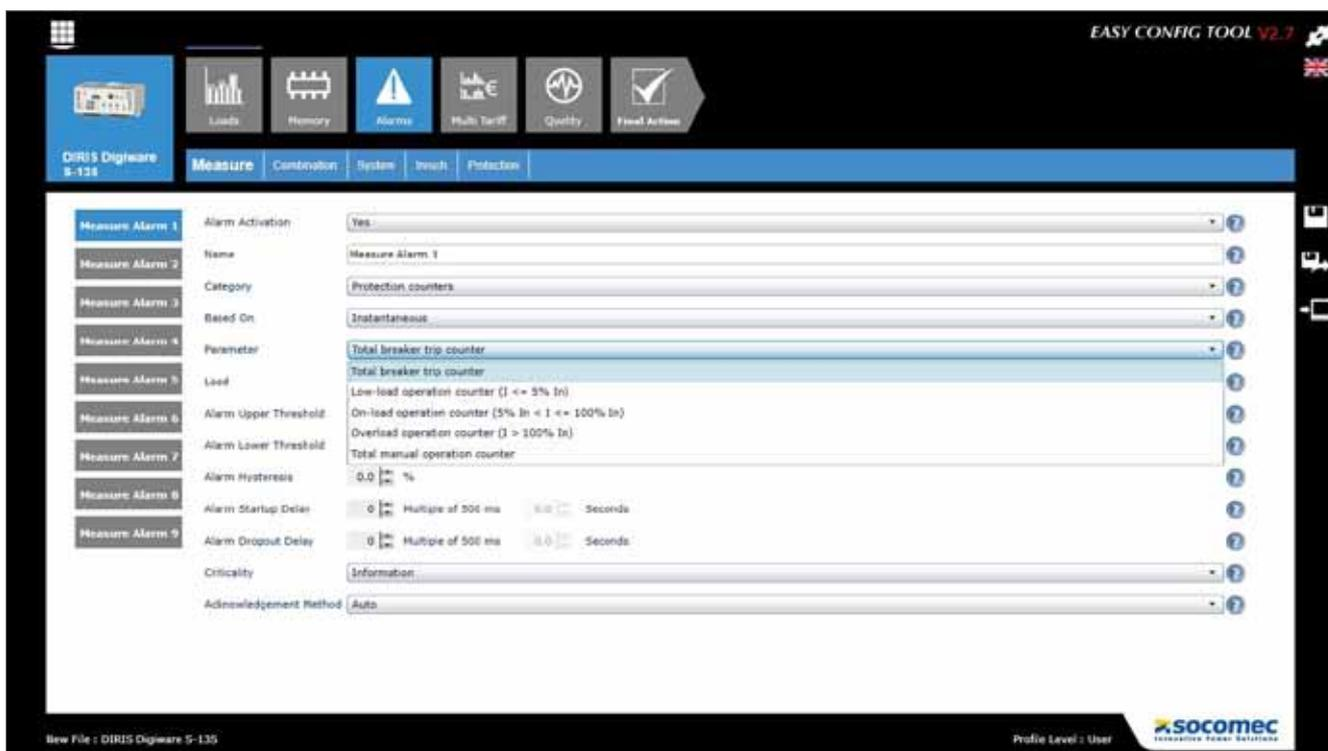 EASY CONFIG TOOL V2.7
Loads
Memory
Alarms
Multi Tariff
Quality
Final Action
DIRIS Digiware
S-135
Measure
Combination
System
Inrush
Protection
Measure Alarm 1
Measure Alarm 2
Measure Alarm 3
Measure Alarm 4
Measure Alarm 5
Measure Alarm 6
Measure Alarm 7
Measure Alarm 8
Measure Alarm 9
Alarm Activation Yes
Name Measure Alarm 1
Category Protection counters
Based On Instantaneous
Parameter Total breaker trip counter
Total breaker trip counter
Load
Low-load operation counter (I <= 5% In)
Alarm Upper Threshold On-load operation counter (5% In < I <= 100% In)
Overload operation counter (I > 100% In)
Alarm Lower Threshold
Total manual operation counter
Alarm Hysteresis 0.0 %
Alarm Startup Delay 0 Multiple of 500 ms 0.0 Seconds
Alarm Dropout Delay 0 Multiple of 500 ms 0.0 Seconds
Criticality Information
Acknowledgement Method Auto
New File : DIRIS Digiware S-135
Profile Level : User
socomec
Innovative Power Solutions